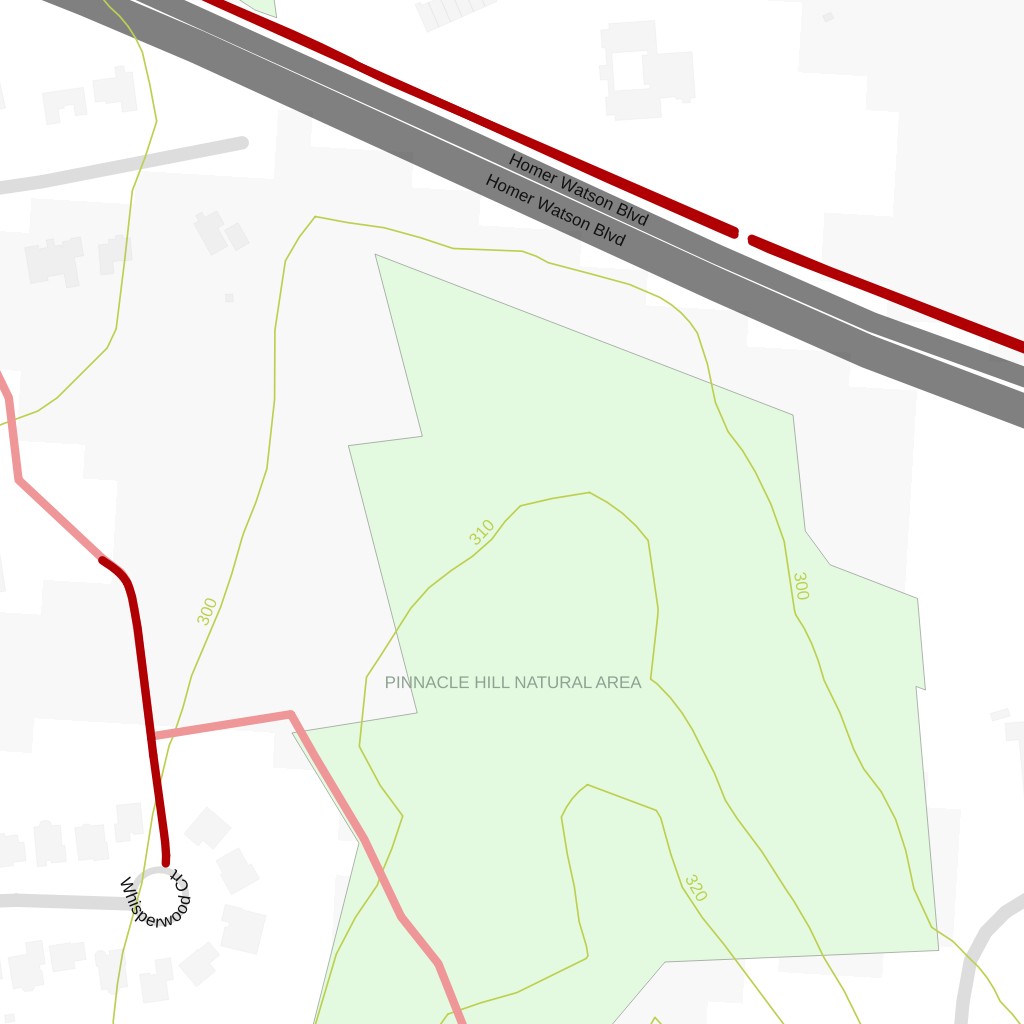 Homer Watson Blvd
Homer Watson Blvd
310
300
300
PINNACLE HILL NATURAL AREA
320
Whisperwood Crt